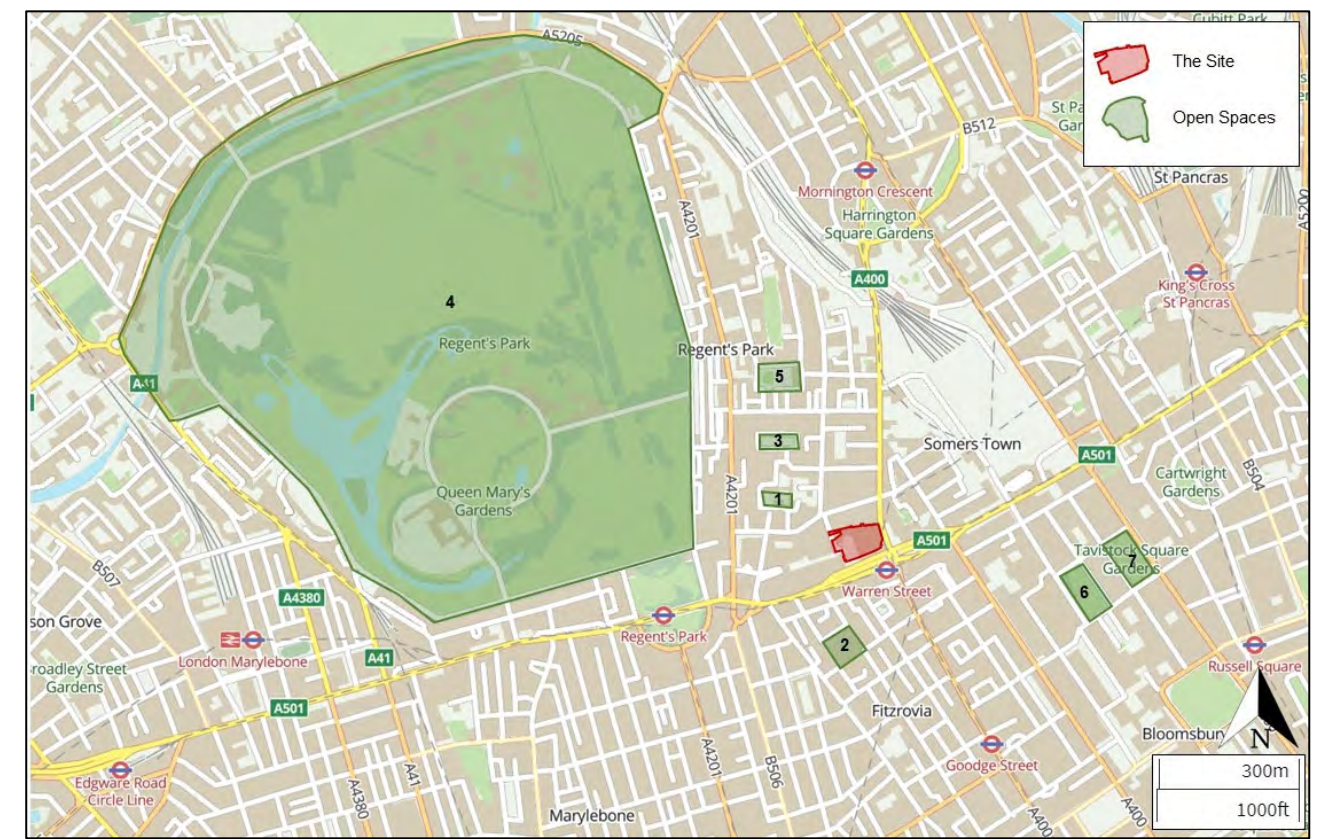 Cubitt Park
A5205
The Site
Open Spaces
B512
St Pancras
Mornington Crescent
Harrington
Square Gardens
A4201
A5200
A400
King's Cross
St Pancras
4
Regent's Park
Regent's Park
A41
5
3
Somers Town
A501
B504
Cartwright
Gardens
Queen Mary's
Gardens
A4201
1
A501
Tavistock Square
Gardens
7
6
B507
Warren Street
A4380
son Grove
Regent's Park
2
London Marylebone
A41
Russell Square
roadley Street
Gardens
A501
Fitzrovia
Bloomsbury
N
Goodge Street
300m
1000ft
Edgware Road
Circle Line
A4380
A41
A4201
B506
Marylebone
A400
A400